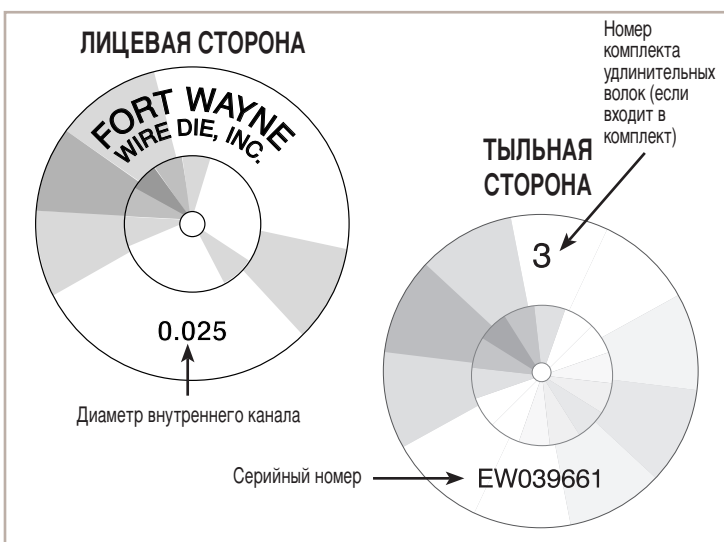 ЛИЦЕВАЯ СТОРОНА
FORT WAYNE
WIRE DIE, INC.
0.025
Диаметр внутреннего канала
Номер
комплекта
удлинительных
волок (если
входит в
комплект)
ТЫЛЬНАЯ
СТОРОНА
3
Серийный номер
EW039661